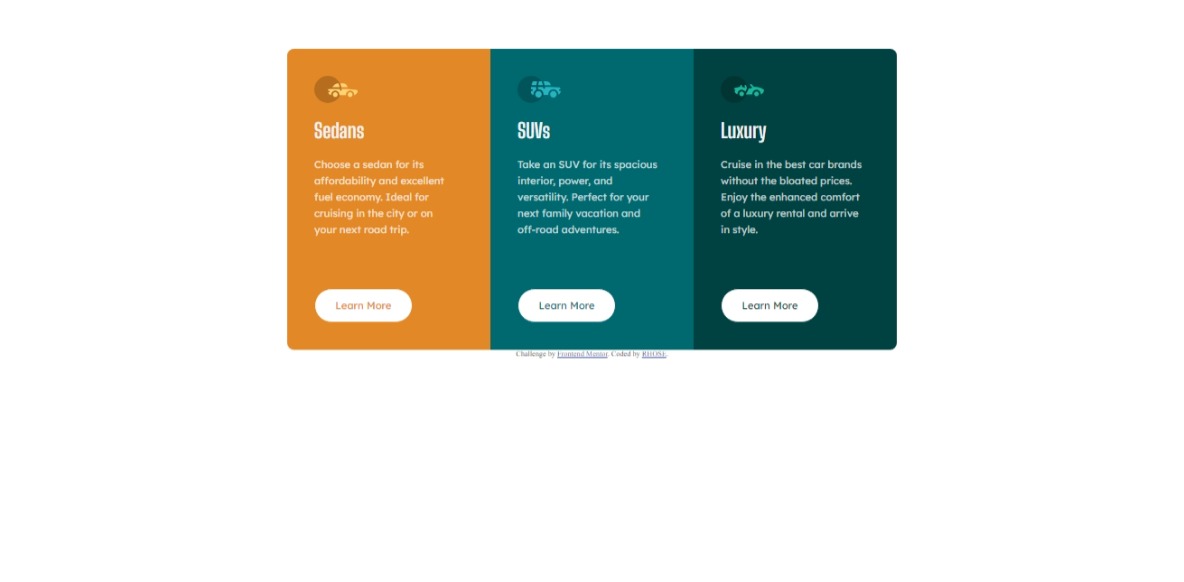 Sedans
Choose a sedan for its
affordability and excellent
fuel economy. Ideal for
cruising in the city or on
your next road trip.
Learn More
SUVs
Take an SUV for its spacious
interior, power, and
versatility. Perfect for your
next family vacation and
off-road adventures.
Learn More
Luxury
Cruise in the best car brands
without the bloated prices.
Enjoy the enhanced comfort
of a luxury rental and arrive
in style.
Learn More
Challenge by Frontend Mentor. Coded by RHOSE.